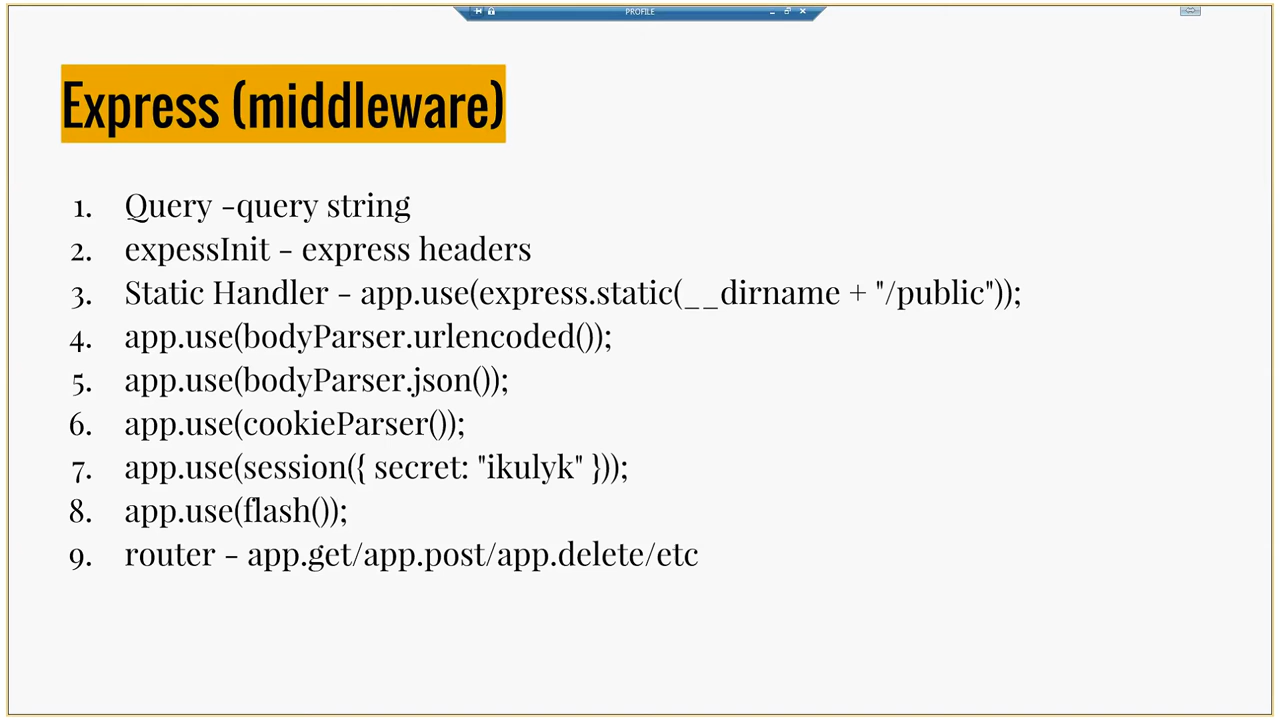 PROFILE
Express (middleware)
1. Query -query string
2. expessInit - express headers
3. Static Handler - app.use(express.static(__dirname + "/public"));
4. app.use(bodyParser.urlencoded());
5. app.use(bodyParser.json());
6. app.use(cookieParser());
7. app.use(session({ secret: "ikulyk" }));
8. app.use(flash());
9. router - app.get/app.post/app.delete/etc